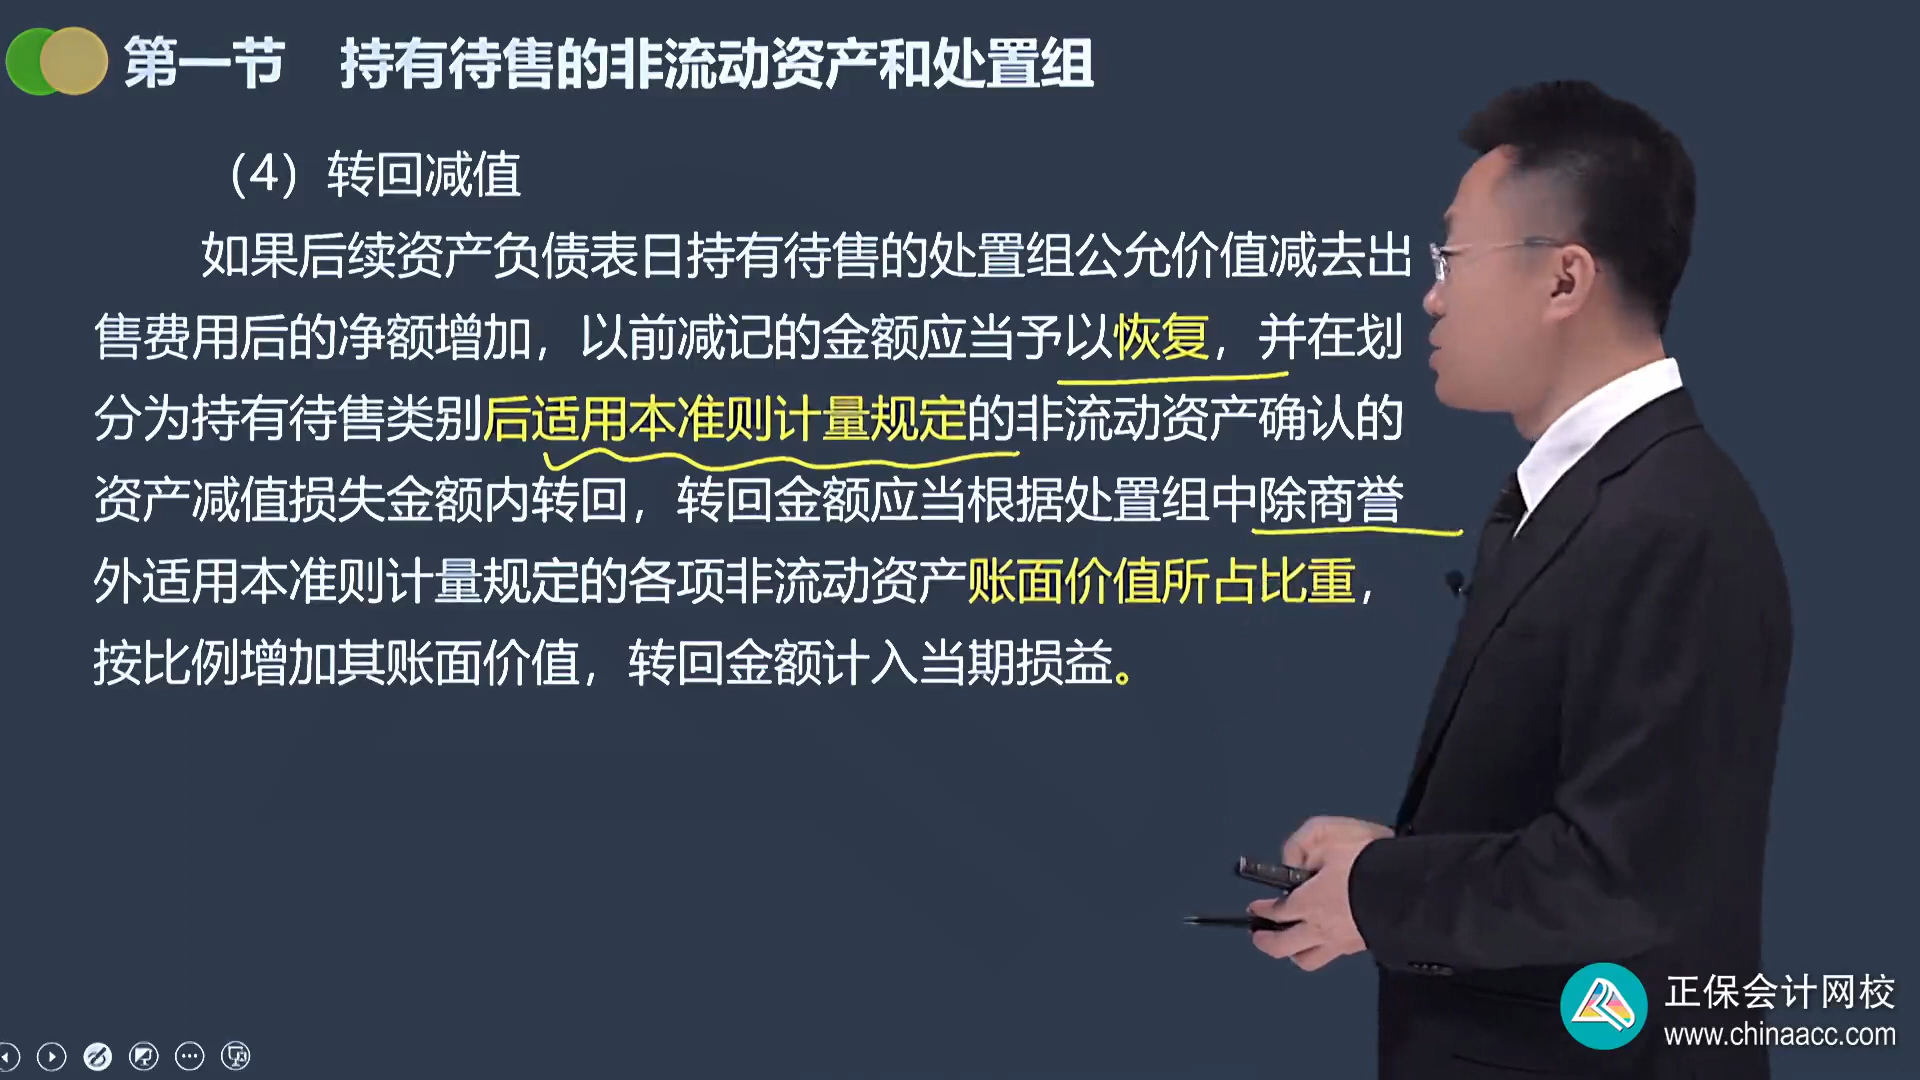 第一节 持有待售的非流动资产和处置组
（4）转回减值
如果后续资产负债表日持有待售的处置组公允价值减去出
售费用后的净额增加，以前减记的金额应当予以恢复，并在划
分为持有待售类别后适用本准则计量规定的非流动资产确认的
资产减值损失金额内转回，转回金额应当根据处置组中除商誉
外适用本准则计量规定的各项非流动资产账面价值所占比重，
按比例增加其账面价值，转回金额计入当期损益。
正保会计网校
www.chinaacc.com